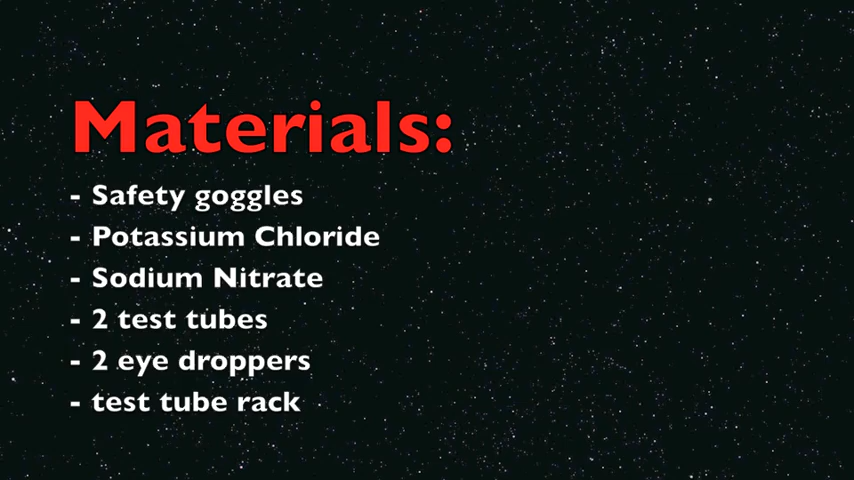 Materials:
- Safety goggles
- Potassium Chloride
- Sodium Nitrate
- 2 test tubes
- 2 eye droppers
- test tube rack